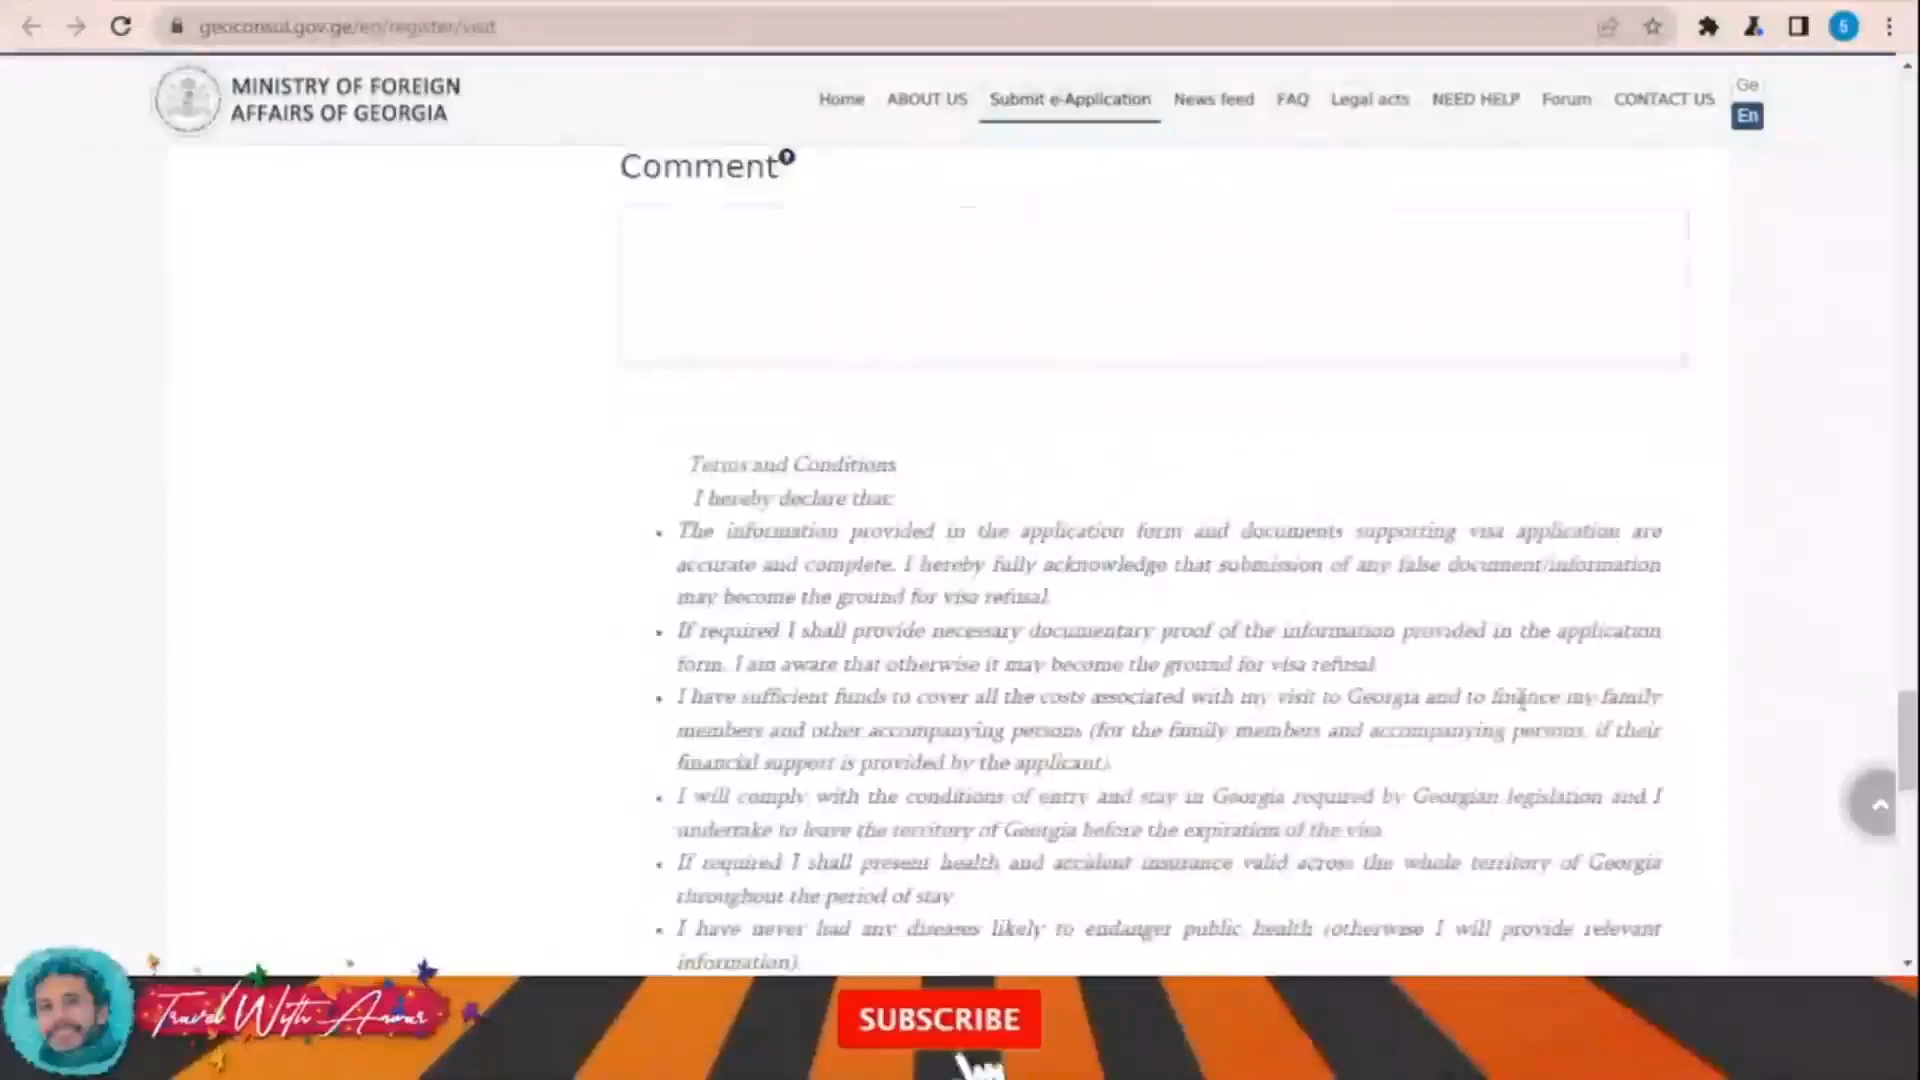 geoconsul.gov.ge/en/register/visit
5
MINISTRY OF FOREIGN
AFFAIRS OF GEORGIA
Home ABOUT US Submit e-Application News feed FAQ Legal acts NEED HELP Forum CONTACT US
Ge
En
Comment
Terms and Conditions
I hereby declare that:
• The information provided in the application form and documents supporting visa application are
accurate and complete. I hereby fully acknowledge that submission of any false document/information
may become the ground for visa refusal
• If required I shall provide necessary documentary proof of the information provided in the application
form. I am aware that otherwise it may become the ground for visa refusal
• I have sufficient funds to cover all the costs associated with my visit to Georgia and to finance my family
members and other accompanying persons (for the family members and accompanying persons, if their
financial support is provided by the applicant).
• I will comply with the conditions of entry and stay in Georgia required by Georgian legislation and I
undertake to leave the territory of Georgia before the expiration of the visa
• If required I shall present health and accident insurance valid across the whole territory of Georgia
throughout the period of stay
• I have never had any diseases likely to endanger public health (otherwise I will provide relevant
information)
Travel With Anwar
SUBSCRIBE